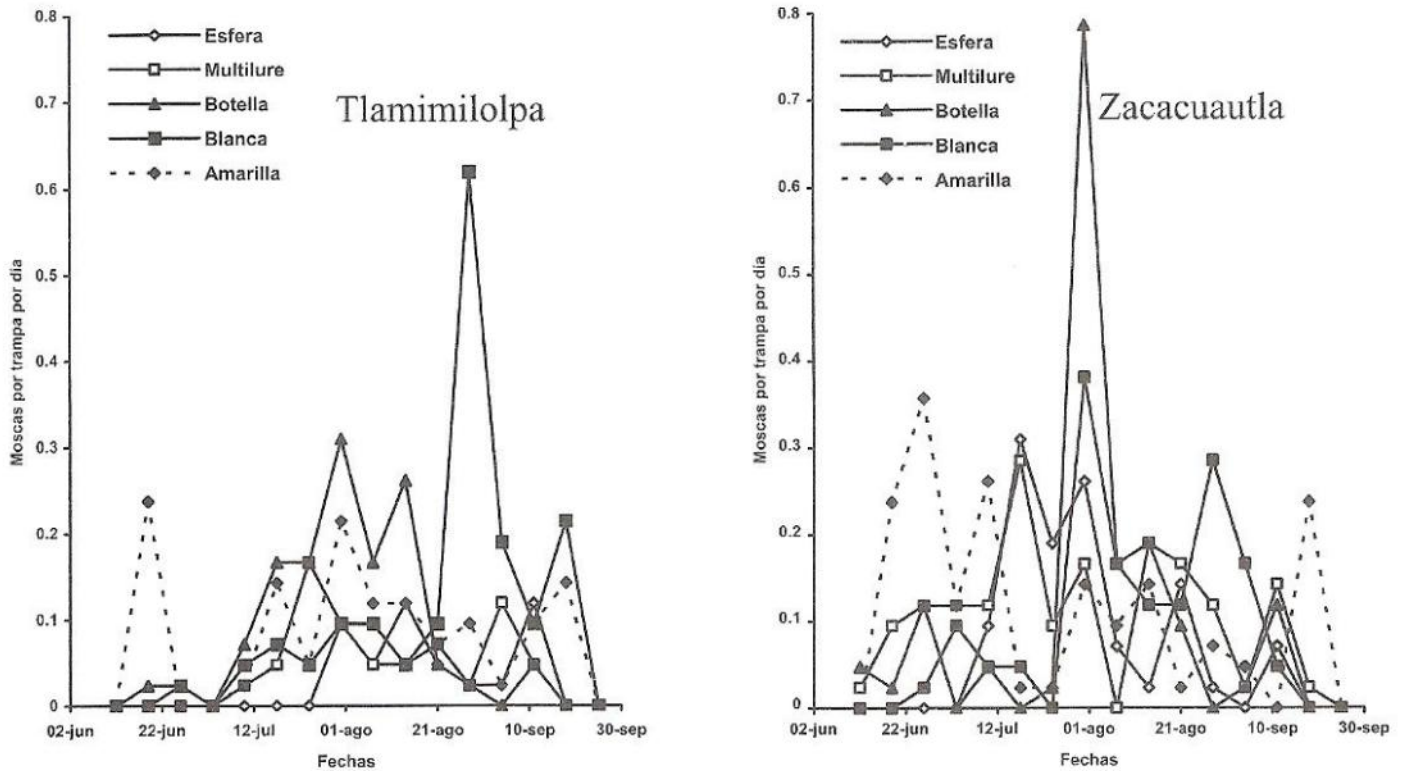 0.8
0.7
0.6
0.5
0.4
0.3
0.2
0.1
0
Moscas por trampa por día
Esfera
Multilure
Botella
Blanca
Amarilla
Tlamimilolpa
02-jun 22-jun 12-jul 01-ago 21-ago 10-sep 30-sep
Fechas
0.8
0.7
0.6
0.5
0.4
0.3
0.2
0.1
0
Moscas por trampa por día
Esfera
Multilure
Botella
Blanca
Amarilla
Zacacuautla
02-jun 22-jun 12-jul 01-ago 21-ago 10-sep 30-sep
Fechas